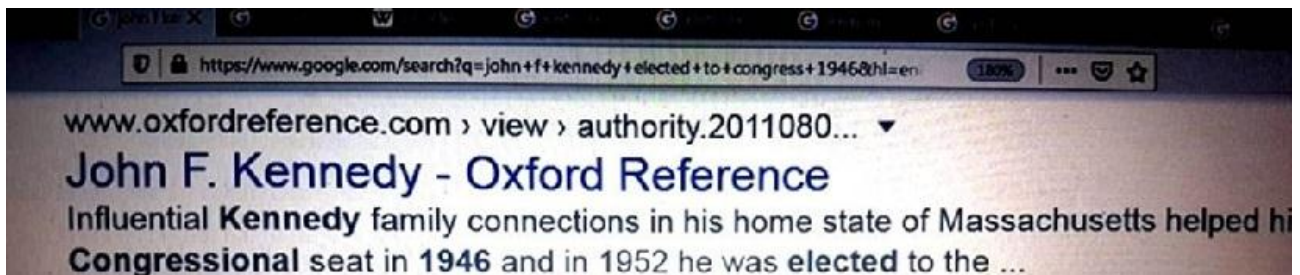 john f ke X
https://www.google.com/search?q=john+f+kennedy+elected+to+congress+1946&hl=en 180%
www.oxfordreference.com › view › authority.2011080...
John F. Kennedy - Oxford Reference
Influential Kennedy family connections in his home state of Massachusetts helped hi
Congressional seat in 1946 and in 1952 he was elected to the ...